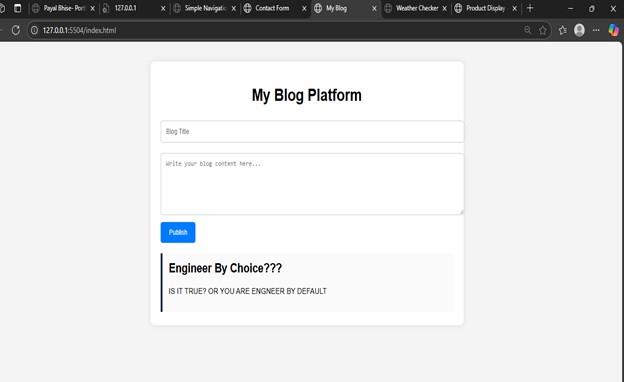 Payal Bhise- Port
127.0.0.1
Simple Navigatio
Contact Form
My Blog
Weather Checker
Product Display
127.0.0.1:5504/index.html
My Blog Platform
Blog Title
Write your blog content here...
Publish
Engineer By Choice???
IS IT TRUE? OR YOU ARE ENGNEER BY DEFAULT